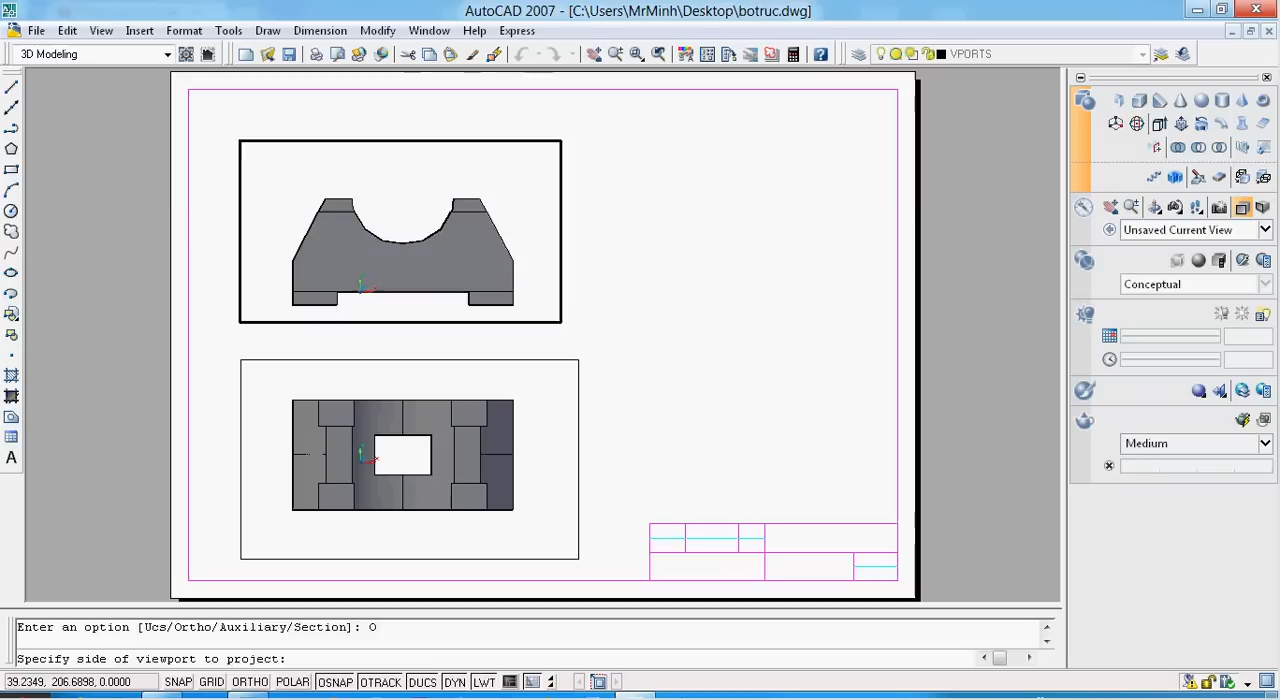 AutoCAD 2007 - [C:\Users\MrMinh\Desktop\botruc.dwg]
File Edit View Insert Format Tools Draw Dimension Modify Window Help Express
3D Modeling
VPORTS
Unsaved Current View
Conceptual
Medium
A
Enter an option [Ucs/Ortho/Auxiliary/Section]: O
Specify side of viewport to project:
39.2349, 206.6898, 0.0000 SNAP GRID ORTHO POLAR OSNAP OTRACK DUCS DYN LWT